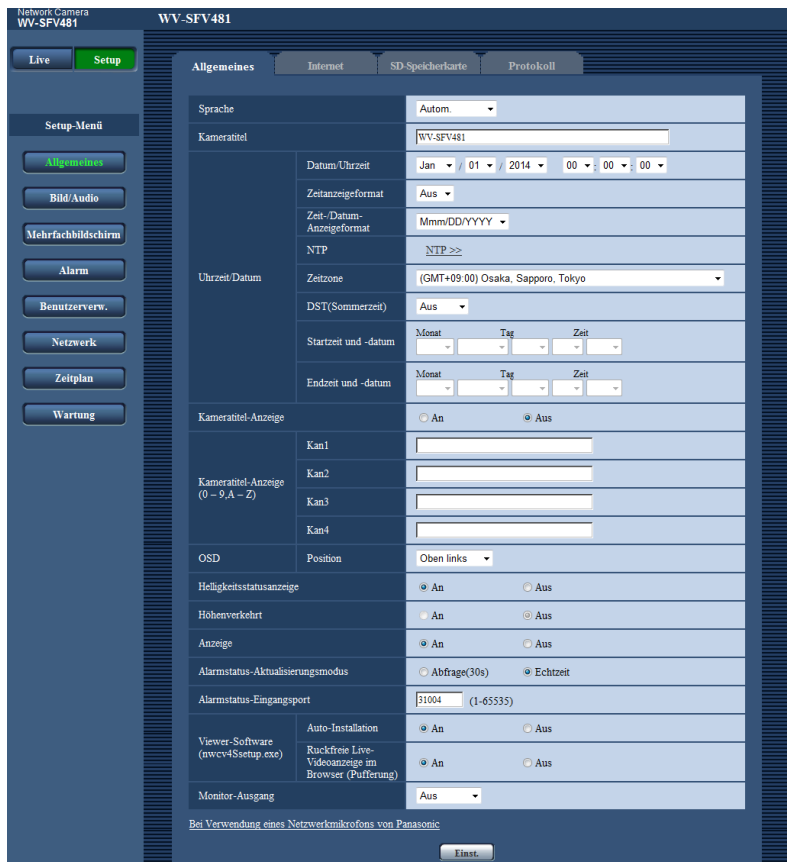 Network Camera
WV-SFV481
WV-SFV481
Live
Setup
Setup-Menü
Allgemeines
Bild/Audio
Mehrfachbildschirm
Alarm
Benutzerverw.
Netzwerk
Zeitplan
Wartung
Allgemeines
Internet
SD-Speicherkarte
Protokoll
Sprache
Autom.
Kameratitel
WV-SFV481
Uhrzeit/Datum
Datum/Uhrzeit
Jan / 01 / 2014 00 : 00 : 00
Zeitanzeigeformat
Aus
Zeit-/Datum-
Anzeigeformat
Mmm/DD/YYYY
NTP
NTP >>
Zeitzone
(GMT+09:00) Osaka, Sapporo, Tokyo
DST(Sommerzeit)
Aus
Startzeit und -datum
Monat Tag Zeit
Endzeit und -datum
Monat Tag Zeit
Kameratitel-Anzeige
An Aus
Kameratitel-Anzeige
(0 – 9,A – Z)
Kan1
Kan2
Kan3
Kan4
OSD
Position
Oben links
Helligkeitsstatusanzeige
An Aus
Höhenverkehrt
An Aus
Anzeige
An Aus
Alarmstatus-Aktualisierungsmodus
Abfrage(30s) Echtzeit
Alarmstatus-Eingangsport
31004 (1-65535)
Viewer-Software
(nwcv4Ssetup.exe)
Auto-Installation
An Aus
Ruckfreie Live-
Videoanzeige im
Browser (Pufferung)
An Aus
Monitor-Ausgang
Aus
Bei Verwendung eines Netzwerkmikrofons von Panasonic
Einst.